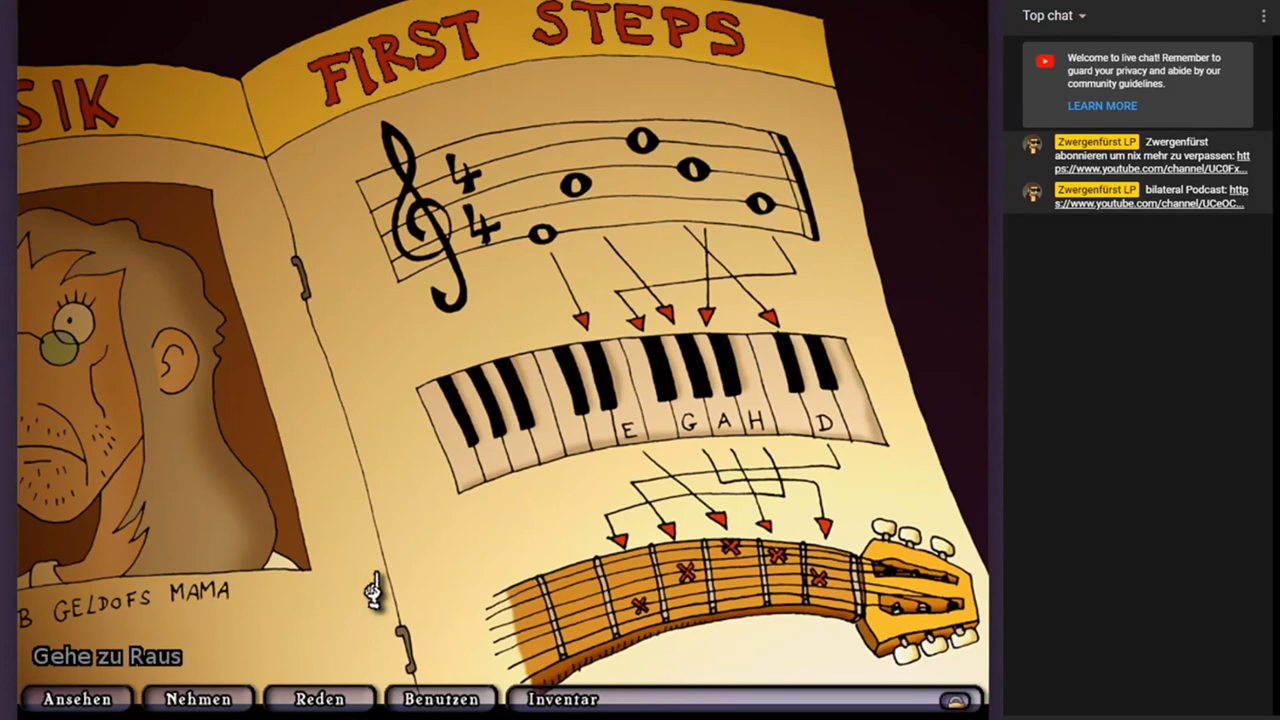 SIK
FIRST STEPS
4
4
E G A H D
B GELDOFS MAMA
Gehe zu Raus
Ansehen
Nehmen
Reden
Benutzen
Inventar
Top chat
Welcome to live chat! Remember to
guard your privacy and abide by our
community guidelines.
LEARN MORE
Zwergenfürst LP Zwergenfürst
abonnieren um nix mehr zu verpassen: htt
ps://www.youtube.com/channel/UC0Fx...
Zwergenfürst LP bilateral Podcast: http
s://www.youtube.com/channel/UCeOC...